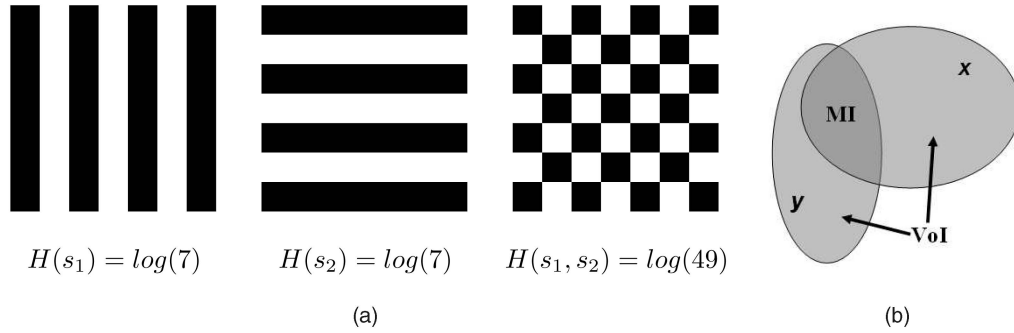 x
MI
y
VoI
H(s₁) = log(7)
H(s₂) = log(7)
H(s₁, s₂) = log(49)
(a)
(b)